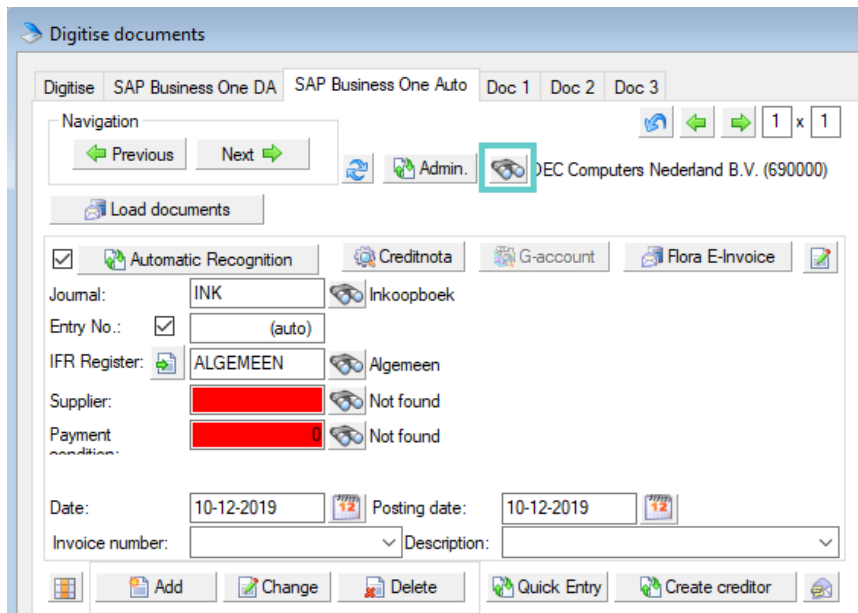 Digitise documents
Digitise SAP Business One DA SAP Business One Auto Doc 1 Doc 2 Doc 3
Navigation
1 x 1
Previous Next
Admin. DEC Computers Nederland B.V. (690000)
Load documents
Automatic Recognition Creditnota G-account Flora E-Invoice
Journal: INK Inkoopboek
Entry No.: (auto)
IFR Register: ALGEMEEN Algemeen
Supplier: Not found
Payment 0 Not found
condition:
Date: 10-12-2019 12 Posting date: 10-12-2019 12
Invoice number: Description:
Add Change Delete Quick Entry Create creditor